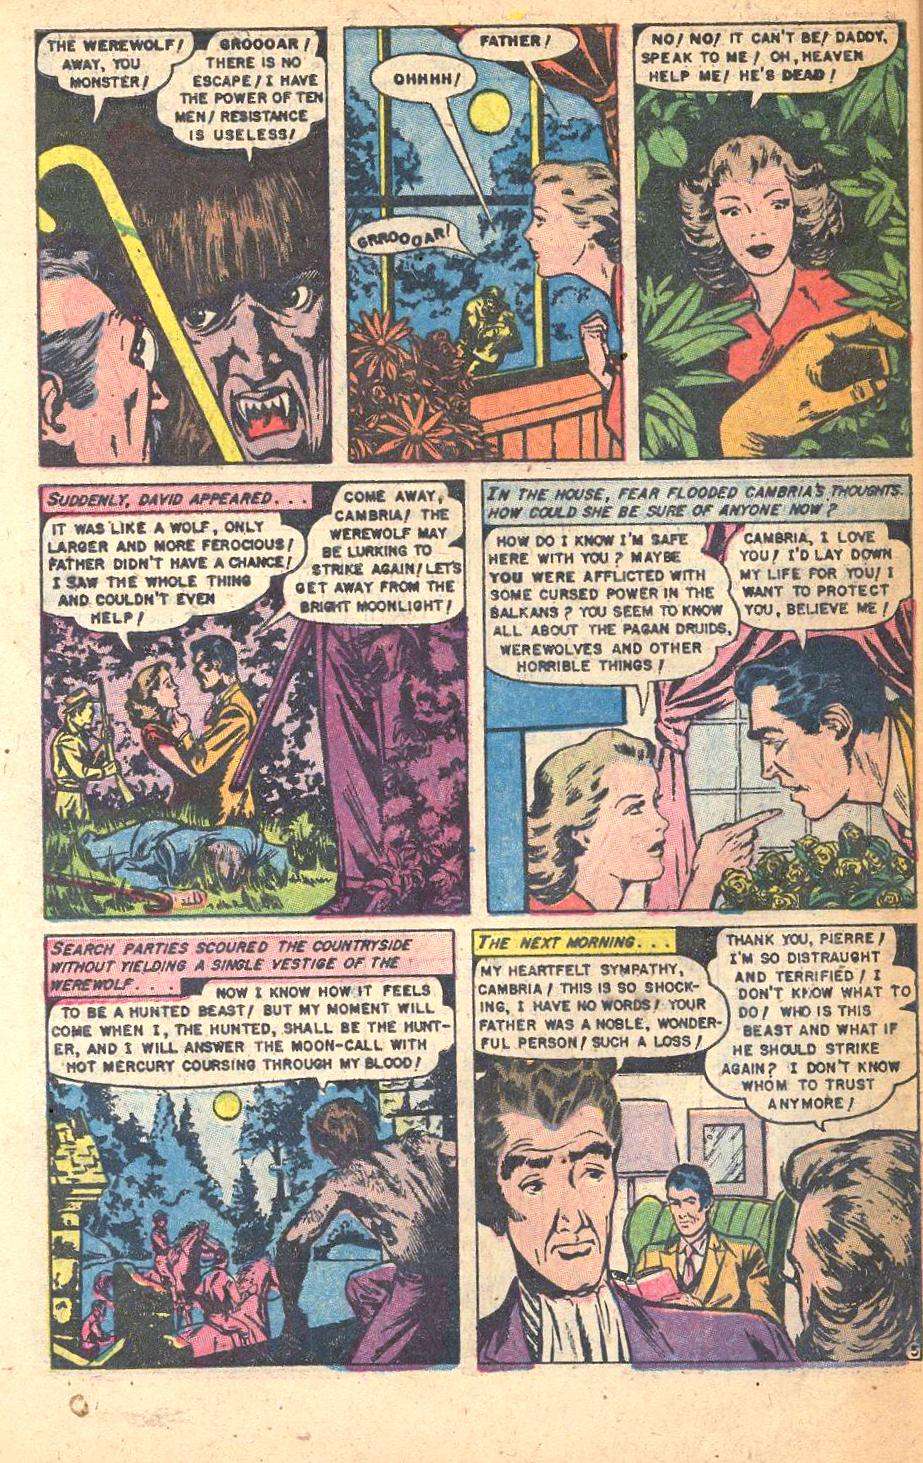 THE WEREWOLF!
AWAY, YOU
MONSTER!
GROOOAR!
THERE IS NO
ESCAPE! I HAVE
THE POWER OF TEN
MEN! RESISTANCE
IS USELESS!
FATHER!
OHHHH!
GRROOOAR!
NO! NO! IT CAN'T BE! DADDY,
SPEAK TO ME! OH, HEAVEN
HELP ME! HE'S DEAD!
SUDDENLY, DAVID APPEARED...
IT WAS LIKE A WOLF, ONLY
LARGER AND MORE FEROCIOUS!
FATHER DIDN'T HAVE A CHANCE!
I SAW THE WHOLE THING
AND COULDN'T EVEN
HELP!
COME AWAY,
CAMBRIA! THE
WEREWOLF MAY
BE LURKING TO
STRIKE AGAIN! LET'S
GET AWAY FROM THE
BRIGHT MOONLIGHT!
IN THE HOUSE, FEAR FLOODED CAMBRIA'S THOUGHTS.
HOW COULD SHE BE SURE OF ANYONE NOW?
HOW DO I KNOW I'M SAFE
HERE WITH YOU? MAYBE
YOU WERE AFFLICTED WITH
SOME CURSED POWER IN THE
BALKANS? YOU SEEM TO KNOW
ALL ABOUT THE PAGAN DRUIDS,
WEREWOLVES AND OTHER
HORRIBLE THINGS!
CAMBRIA, I LOVE
YOU! I'D LAY DOWN
MY LIFE FOR YOU! I
WANT TO PROTECT
YOU, BELIEVE ME!
SEARCH PARTIES SCOURED THE COUNTRYSIDE
WITHOUT YIELDING A SINGLE VESTIGE OF THE
WEREWOLF....
NOW I KNOW HOW IT FEELS
TO BE A HUNTED BEAST! BUT MY MOMENT WILL
COME WHEN I, THE HUNTED, SHALL BE THE HUNT-
ER, AND I WILL ANSWER THE MOON-CALL WITH
HOT MERCURY COURSING THROUGH MY BLOOD!
THE NEXT MORNING...
MY HEARTFELT SYMPATHY,
CAMBRIA! THIS IS SO SHOCK-
ING, I HAVE NO WORDS! YOUR
FATHER WAS A NOBLE, WONDER-
FUL PERSON! SUCH A LOSS!
THANK YOU, PIERRE!
I'M SO DISTRAUGHT
AND TERRIFIED! I
DON'T KNOW WHAT TO
DO! WHO IS THIS
BEAST AND WHAT IF
HE SHOULD STRIKE
AGAIN? I DON'T KNOW
WHOM TO TRUST
ANYMORE!